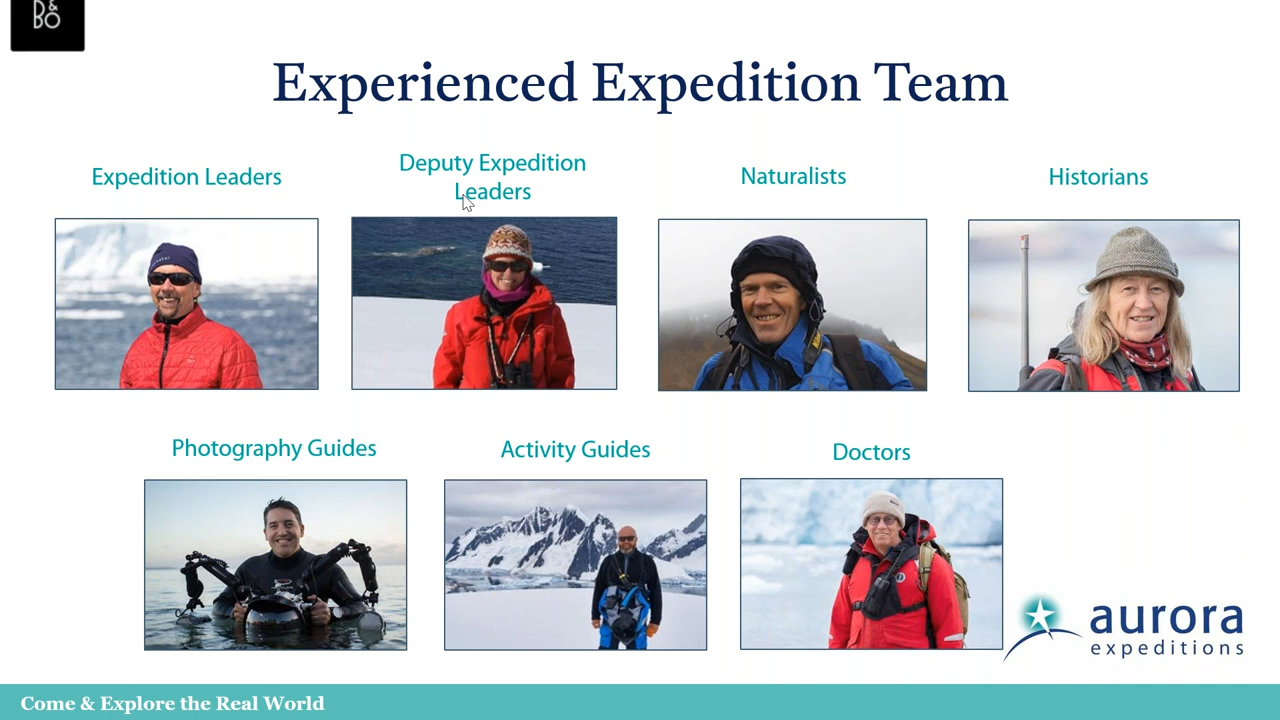 D&
BO
Experienced Expedition Team
Expedition Leaders
Deputy Expedition
Leaders
Naturalists
Historians
Photography Guides
Activity Guides
Doctors
aurora
expeditions
Come & Explore the Real World